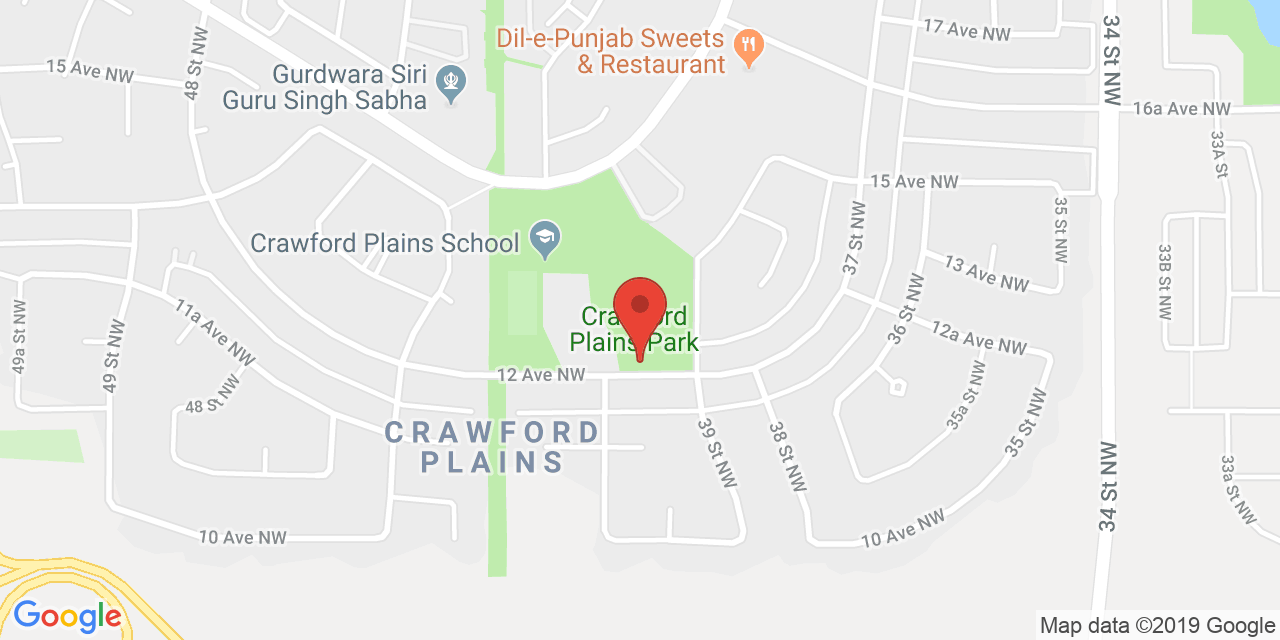 17 Ave NW
34 St NW
48 St NW
Dil-e-Punjab Sweets
& Restaurant
15 Ave NW
Gurdwara Siri
Guru Singh Sabha
16a Ave NW
33A St
15 Ave NW
35 St NW
37 St NW
Crawford Plains School
13 Ave NW
33B St NW
36 St NW
11a Ave NW
49a St NW
49 St NW
12a Ave NW
Plains Park
12 Ave NW
48 St
35a St NW
35 St NW
CRAWFORD
PLAINS
39 St NW
38 St NW
34 St NW
33a St NW
10 Ave NW
10 Ave NW
Google
Map data ©2019 Google